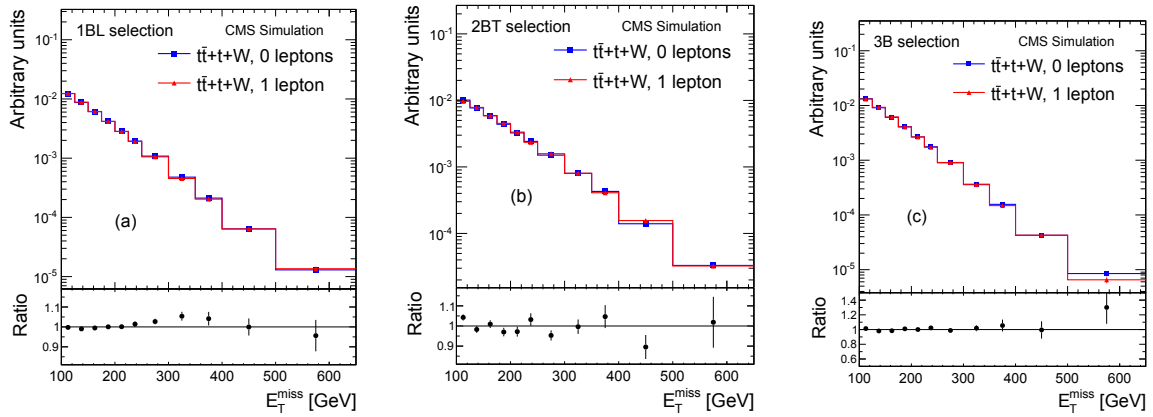 1BL selection
CMS Simulation
tt̄+t+W, 0 leptons
tt̄+t+W, 1 lepton
Arbitrary units
10⁻¹
10⁻²
10⁻³
10⁻⁴
10⁻⁵
(a)
Ratio
1.1
1
0.9
100 200 300 400 500 600
E_T^miss [GeV]
2BT selection
CMS Simulation
tt̄+t+W, 0 leptons
tt̄+t+W, 1 lepton
Arbitrary units
10⁻¹
10⁻²
10⁻³
10⁻⁴
(b)
Ratio
1.1
1
0.9
100 200 300 400 500 600
E_T^miss [GeV]
3B selection
CMS Simulation
tt̄+t+W, 0 leptons
tt̄+t+W, 1 lepton
Arbitrary units
10⁻¹
10⁻²
10⁻³
10⁻⁴
10⁻⁵
(c)
Ratio
1.4
1.2
1.0
0.8
0.6
100 200 300 400 500 600
E_T^miss [GeV]